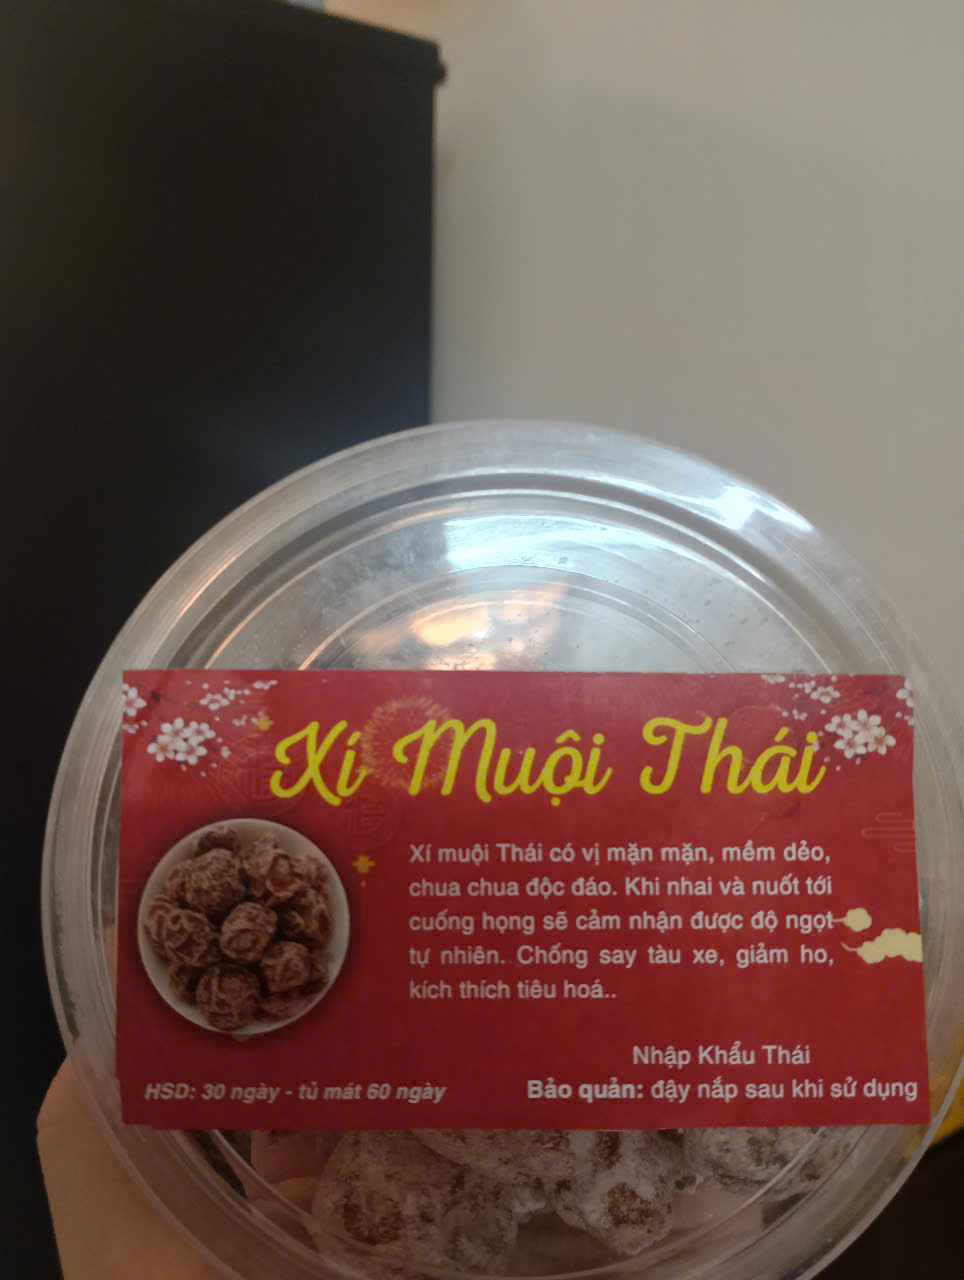 Xí Muội Thái
Xí muội Thái có vị mặn mặn, mềm dẻo,
chua chua độc đáo. Khi nhai và nuốt tới
cuống họng sẽ cảm nhận được độ ngọt
tự nhiên. Chống say tàu xe, giảm ho,
kích thích tiêu hoá..
Nhập Khẩu Thái
HSD: 30 ngày - tủ mát 60 ngày
Bảo quản: đậy nắp sau khi sử dụng